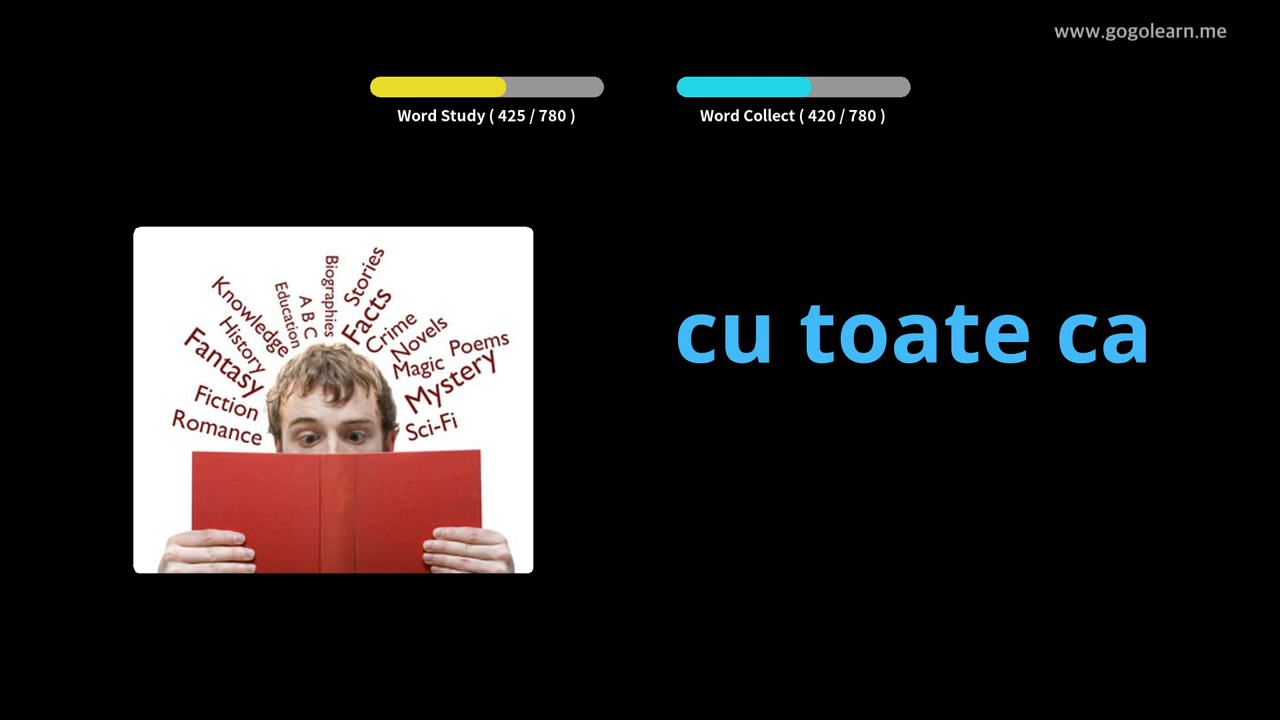 www.gogolearn.me
Word Study ( 425 / 780 )
Word Collect ( 420 / 780 )
cu toate ca
Knowledge
History
Fantasy
Fiction
Romance
Education
A B C
Biographies
Stories
Facts
Crime
Novels
Magic
Poems
Mystery
Sci-Fi